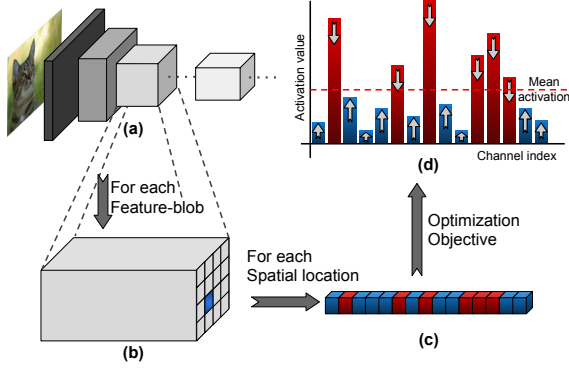 Activation value
Mean
activation
Channel index
(a)
(d)
For each
Feature-blob
For each
Spatial location
Optimization
Objective
(b)
(c)